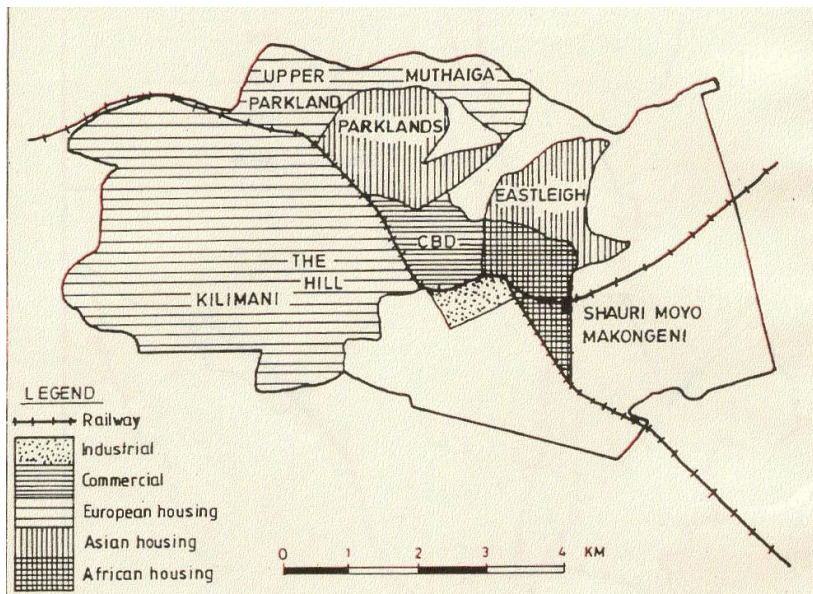 UPPER MUTHAIGA
PARKLAND
PARKLANDS
EASTLEIGH
CBD
THE
HILL
KILIMANI
SHAURI MOYO
MAKONGENI
LEGEND
Railway
Industrial
Commercial
European housing
Asian housing
African housing
0 1 2 3 4 KM